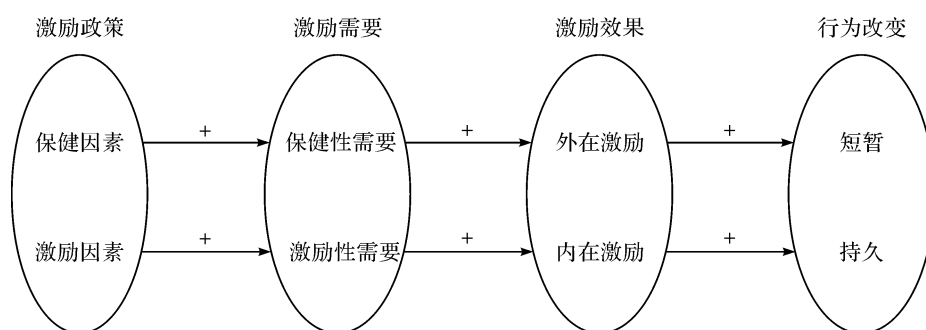 激励政策 激励需要 激励效果 行为改变
+ + +
保健因素 保健性需要 外在激励 短暂
+ + +
激励因素 激励性需要 内在激励 持久